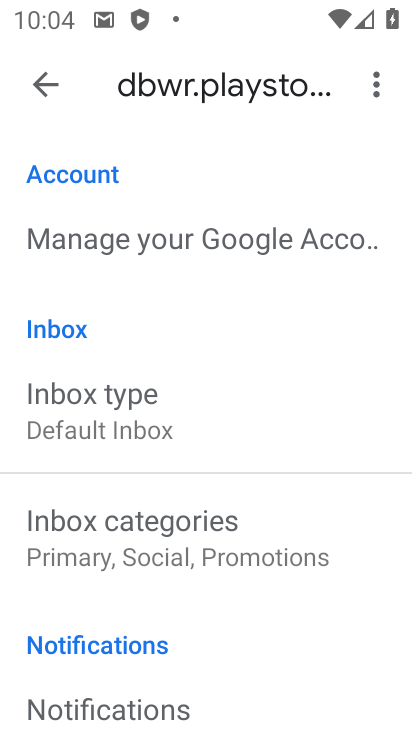 10:04
dbwr.playsto...
Account
Manage your Google Acco..
Inbox
Inbox type
Default Inbox
Inbox categories
Primary, Social, Promotions
Notifications
Notifications